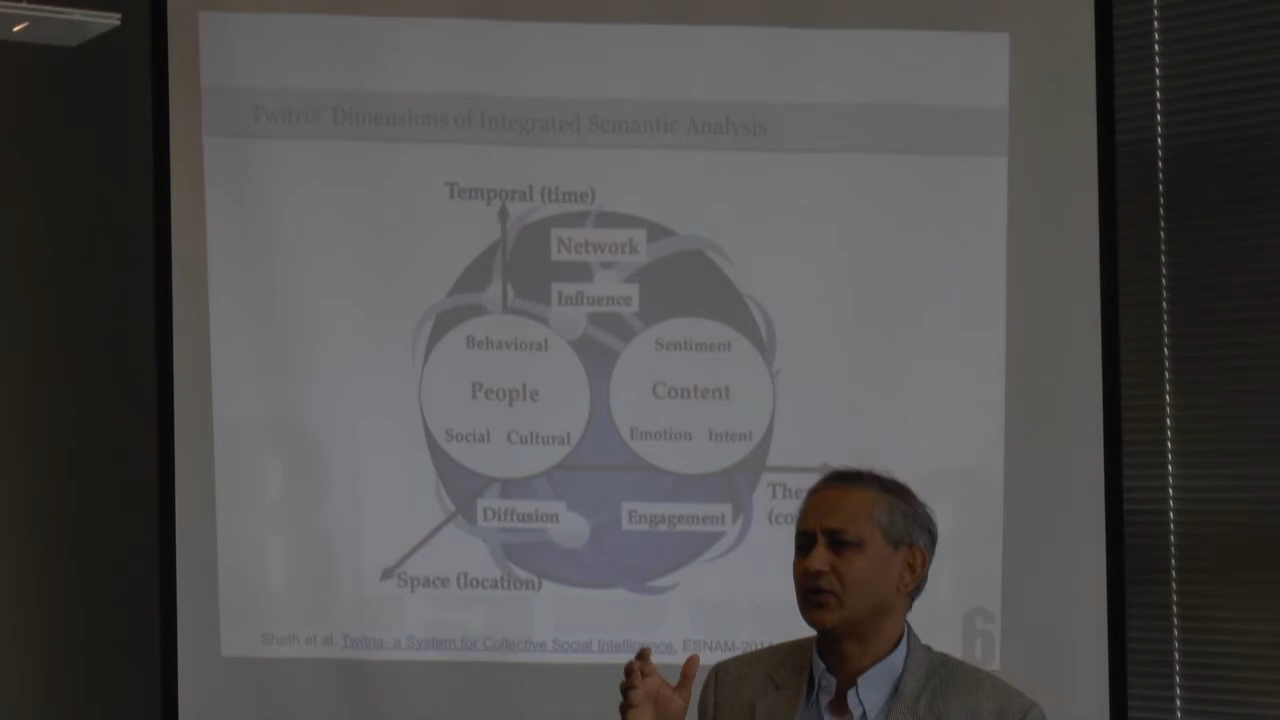 Twitris: Dimensions of Integrated Semantic Analysis
Temporal (time)
Network
Influence
Behavioral
Sentiment
People
Content
Social Cultural
Emotion Intent
Diffusion
Engagement
Space (location)
Sheth et al. Twitris- a System for Collective Social Intelligence, ESNAM-2014
6